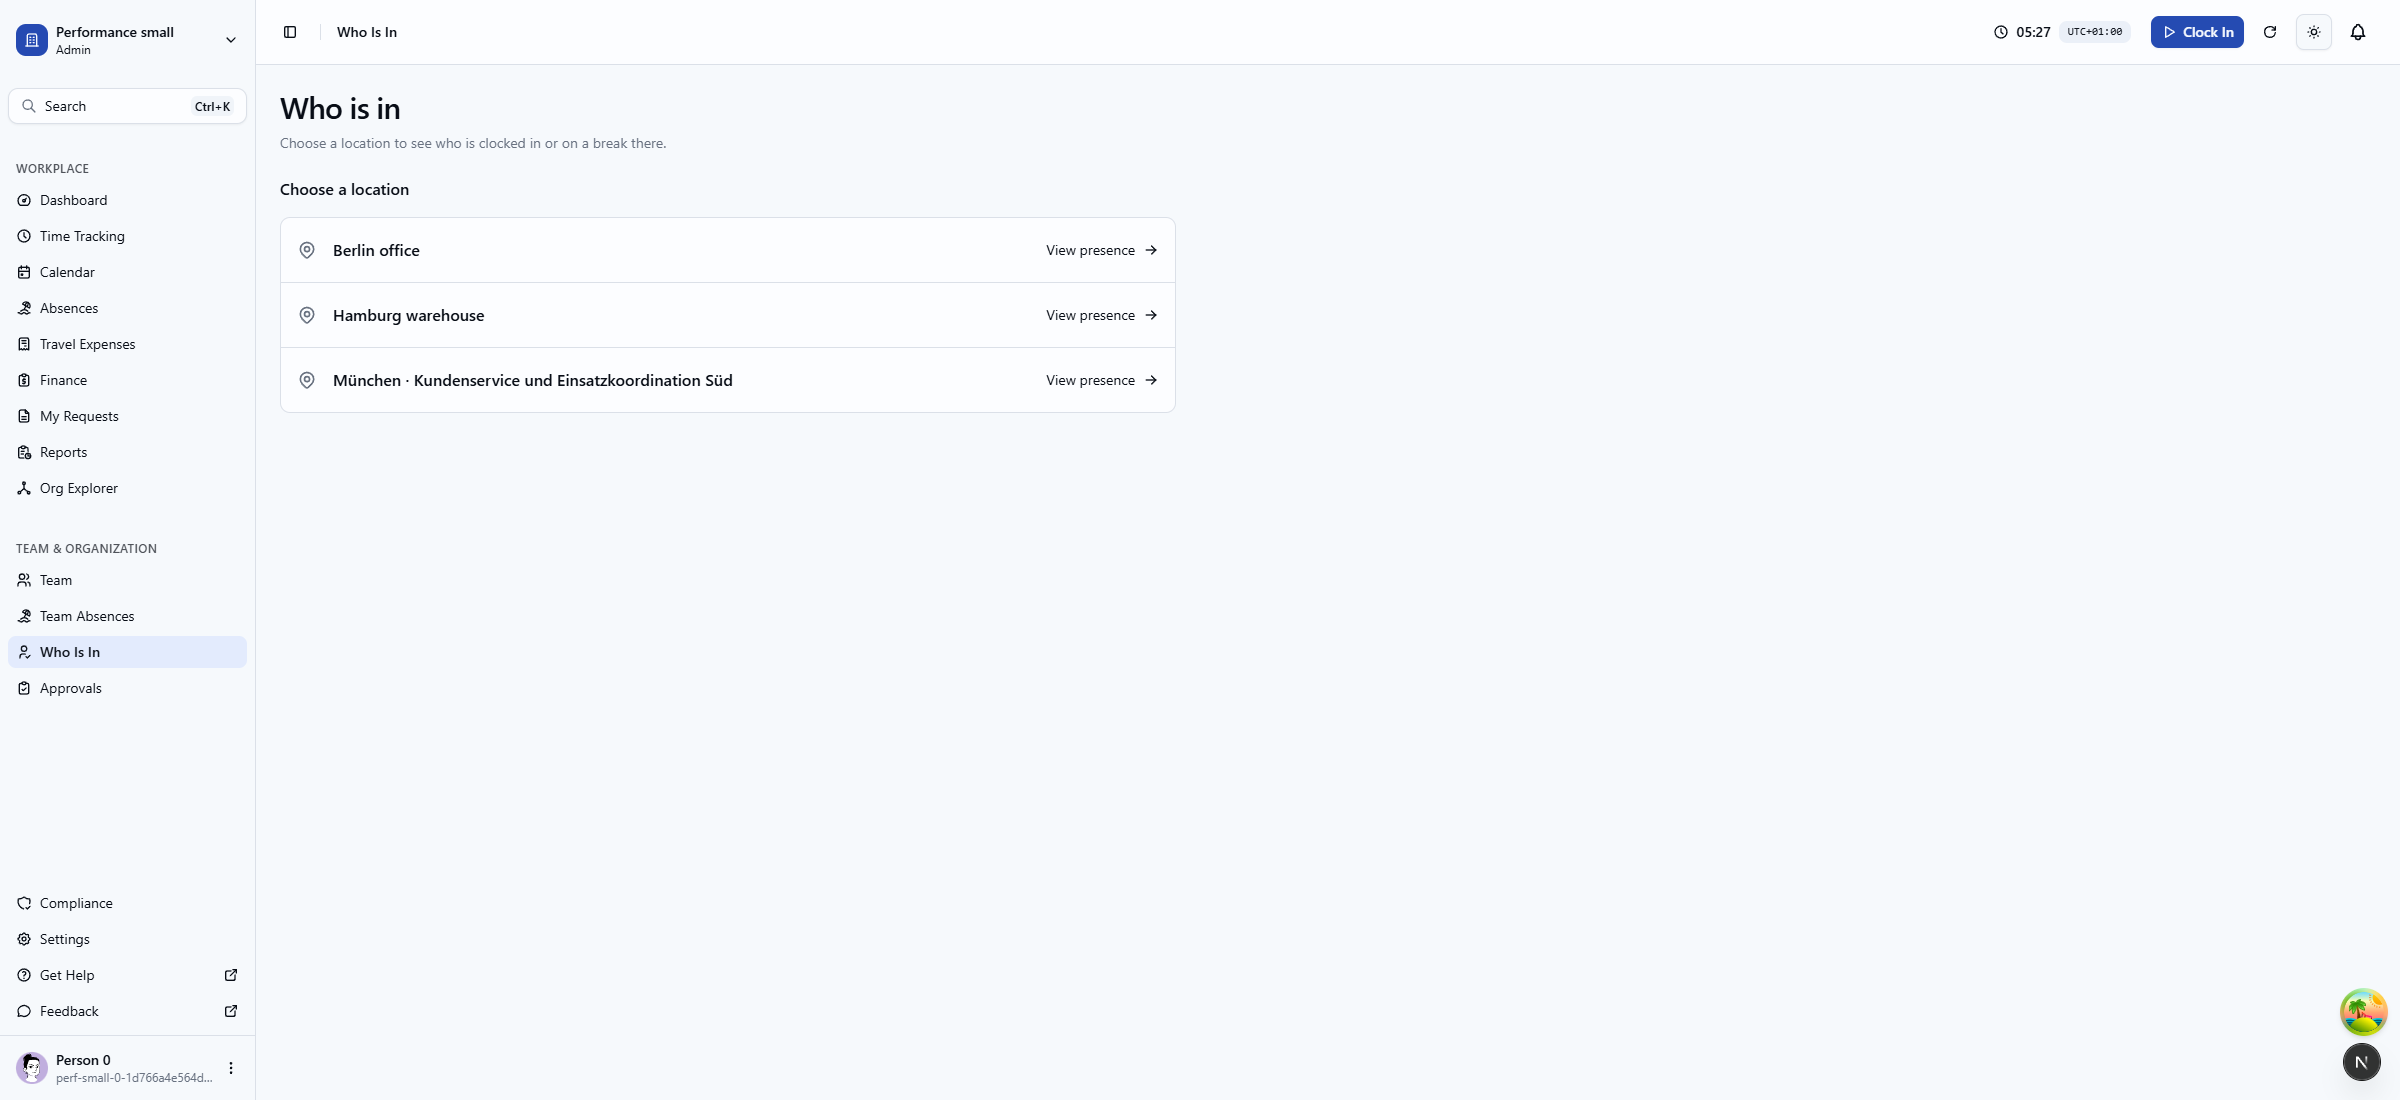 Performance small
Admin
Search
Ctrl+K
WORKPLACE
Dashboard
Time Tracking
Calendar
Absences
Travel Expenses
Finance
My Requests
Reports
Org Explorer
TEAM & ORGANIZATION
Team
Team Absences
Who Is In
Approvals
Compliance
Settings
Get Help
Feedback
Person 0
perf-small-0-1d766a4e564d...
Who Is In
05:27
UTC+01:00
Clock In
Who is in
Choose a location to see who is clocked in or on a break there.
Choose a location
Berlin office
View presence
Hamburg warehouse
View presence
München · Kundenservice und Einsatzkoordination Süd
View presence
N